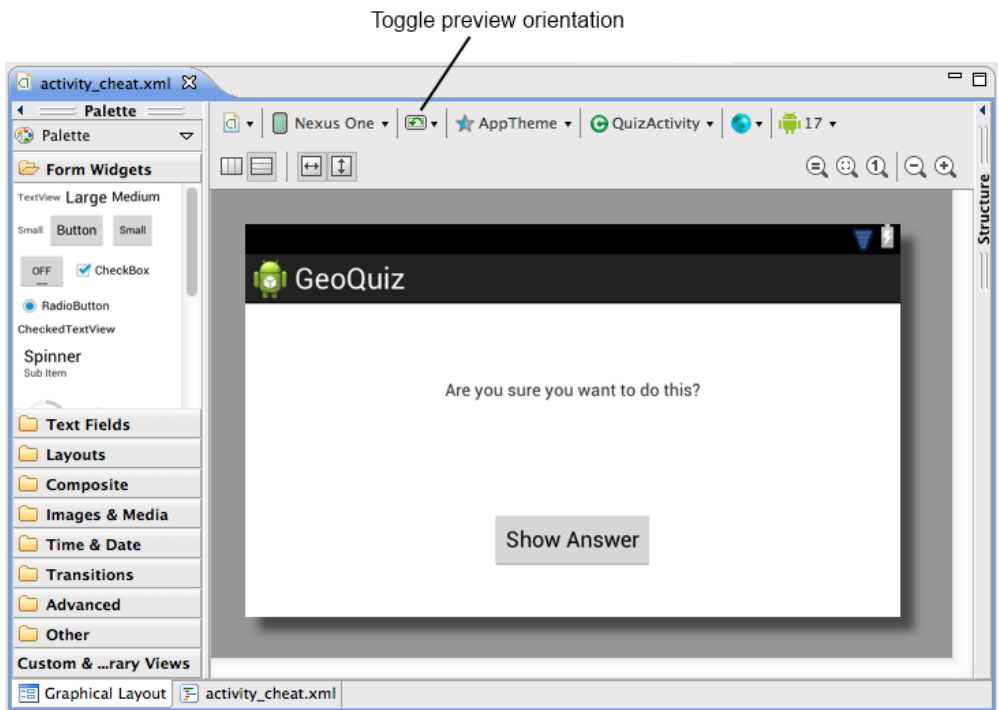 Toggle preview orientation
activity_cheat.xml
Palette
Palette
Nexus One
AppTheme
QuizActivity
17
Form Widgets
TextView Large Medium
Small Button Small
OFF CheckBox
RadioButton
CheckedTextView
Spinner
Sub Item
Text Fields
Layouts
Composite
Images & Media
Time & Date
Transitions
Advanced
Other
Custom & ...rary Views
1
Structure
GeoQuiz
Are you sure you want to do this?
Show Answer
Graphical Layout
activity_cheat.xml